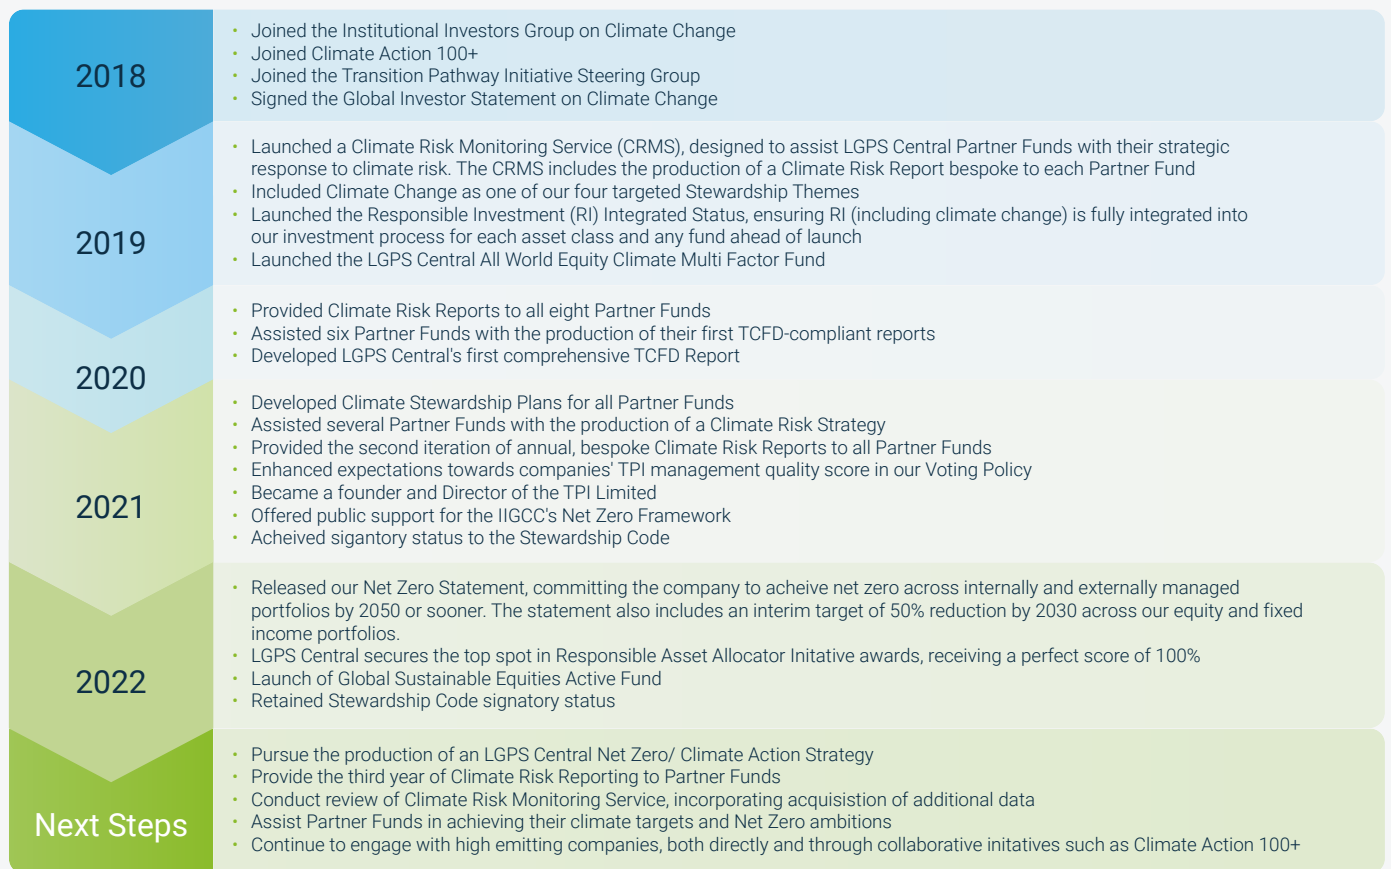 2018
• Joined the Institutional Investors Group on Climate Change
• Joined Climate Action 100+
• Joined the Transition Pathway Initiative Steering Group
• Signed the Global Investor Statement on Climate Change
2019
• Launched a Climate Risk Monitoring Service (CRMS), designed to assist LGPS Central Partner Funds with their strategic
response to climate risk. The CRMS includes the production of a Climate Risk Report bespoke to each Partner Fund
• Included Climate Change as one of our four targeted Stewardship Themes
• Launched the Responsible Investment (RI) Integrated Status, ensuring RI (including climate change) is fully integrated into
our investment process for each asset class and any fund ahead of launch
• Launched the LGPS Central All World Equity Climate Multi Factor Fund
2020
• Provided Climate Risk Reports to all eight Partner Funds
• Assisted six Partner Funds with the production of their first TCFD-compliant reports
• Developed LGPS Central's first comprehensive TCFD Report
2021
• Developed Climate Stewardship Plans for all Partner Funds
• Assisted several Partner Funds with the production of a Climate Risk Strategy
• Provided the second iteration of annual, bespoke Climate Risk Reports to all Partner Funds
• Enhanced expectations towards companies' TPI management quality score in our Voting Policy
• Became a founder and Director of the TPI Limited
• Offered public support for the IIGCC's Net Zero Framework
• Acheived sigantory status to the Stewardship Code
2022
• Released our Net Zero Statement, committing the company to acheive net zero across internally and externally managed
portfolios by 2050 or sooner. The statement also includes an interim target of 50% reduction by 2030 across our equity and fixed
income portfolios.
• LGPS Central secures the top spot in Responsible Asset Allocator Initative awards, receiving a perfect score of 100%
• Launch of Global Sustainable Equities Active Fund
• Retained Stewardship Code signatory status
Next Steps
• Pursue the production of an LGPS Central Net Zero/ Climate Action Strategy
• Provide the third year of Climate Risk Reporting to Partner Funds
• Conduct review of Climate Risk Monitoring Service, incorporating acquisistion of additional data
• Assist Partner Funds in achieving their climate targets and Net Zero ambitions
• Continue to engage with high emitting companies, both directly and through collaborative initatives such as Climate Action 100+